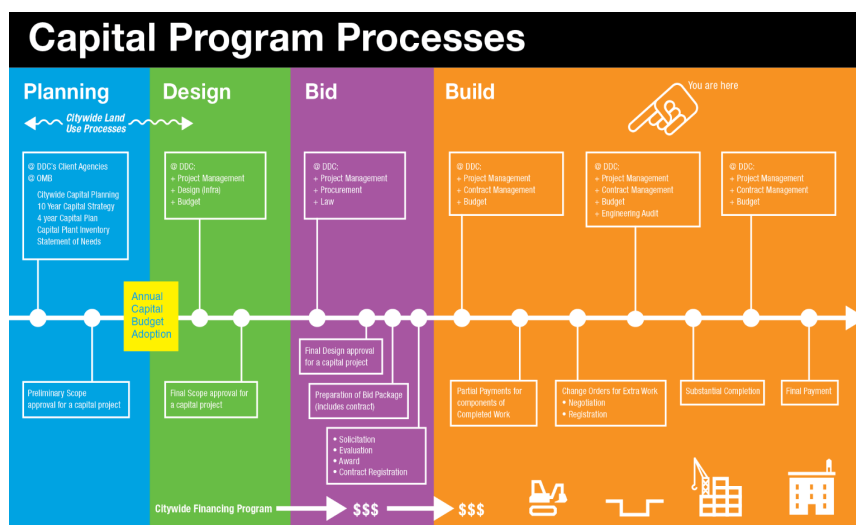 Capital Program Processes
Planning
Design
Bid
Build
You are here
Citywide Land
Use Processes
@ DDC's Client Agencies
@ OMB
Citywide Capital Planning
10 Year Capital Strategy
4 year Capital Plan
Capital Plant Inventory
Statement of Needs
@ DDC:
+ Project Management
+ Design (Infra)
+ Budget
@ DDC:
+ Project Management
+ Procurement
+ Law
@ DDC:
+ Project Management
+ Contract Management
+ Budget
@ DDC:
+ Project Management
+ Contract Management
+ Budget
+ Engineering Audit
@ DDC:
+ Project Management
+ Contract Management
+ Budget
Annual
Capital
Budget
Adoption
Preliminary Scope
approval for a capital project
Final Scope approval for
a capital project
Final Design approval
for a capital project
Preparation of Bid Package
(Includes contract)
• Solicitation
• Evaluation
• Award
• Contract Registration
Partial Payments for
components of
Completed Work
Change Orders for Extra Work
• Negotiation
• Registration
Substantial Completion
Final Payment
Citywide Financing Program
$$$
$$$